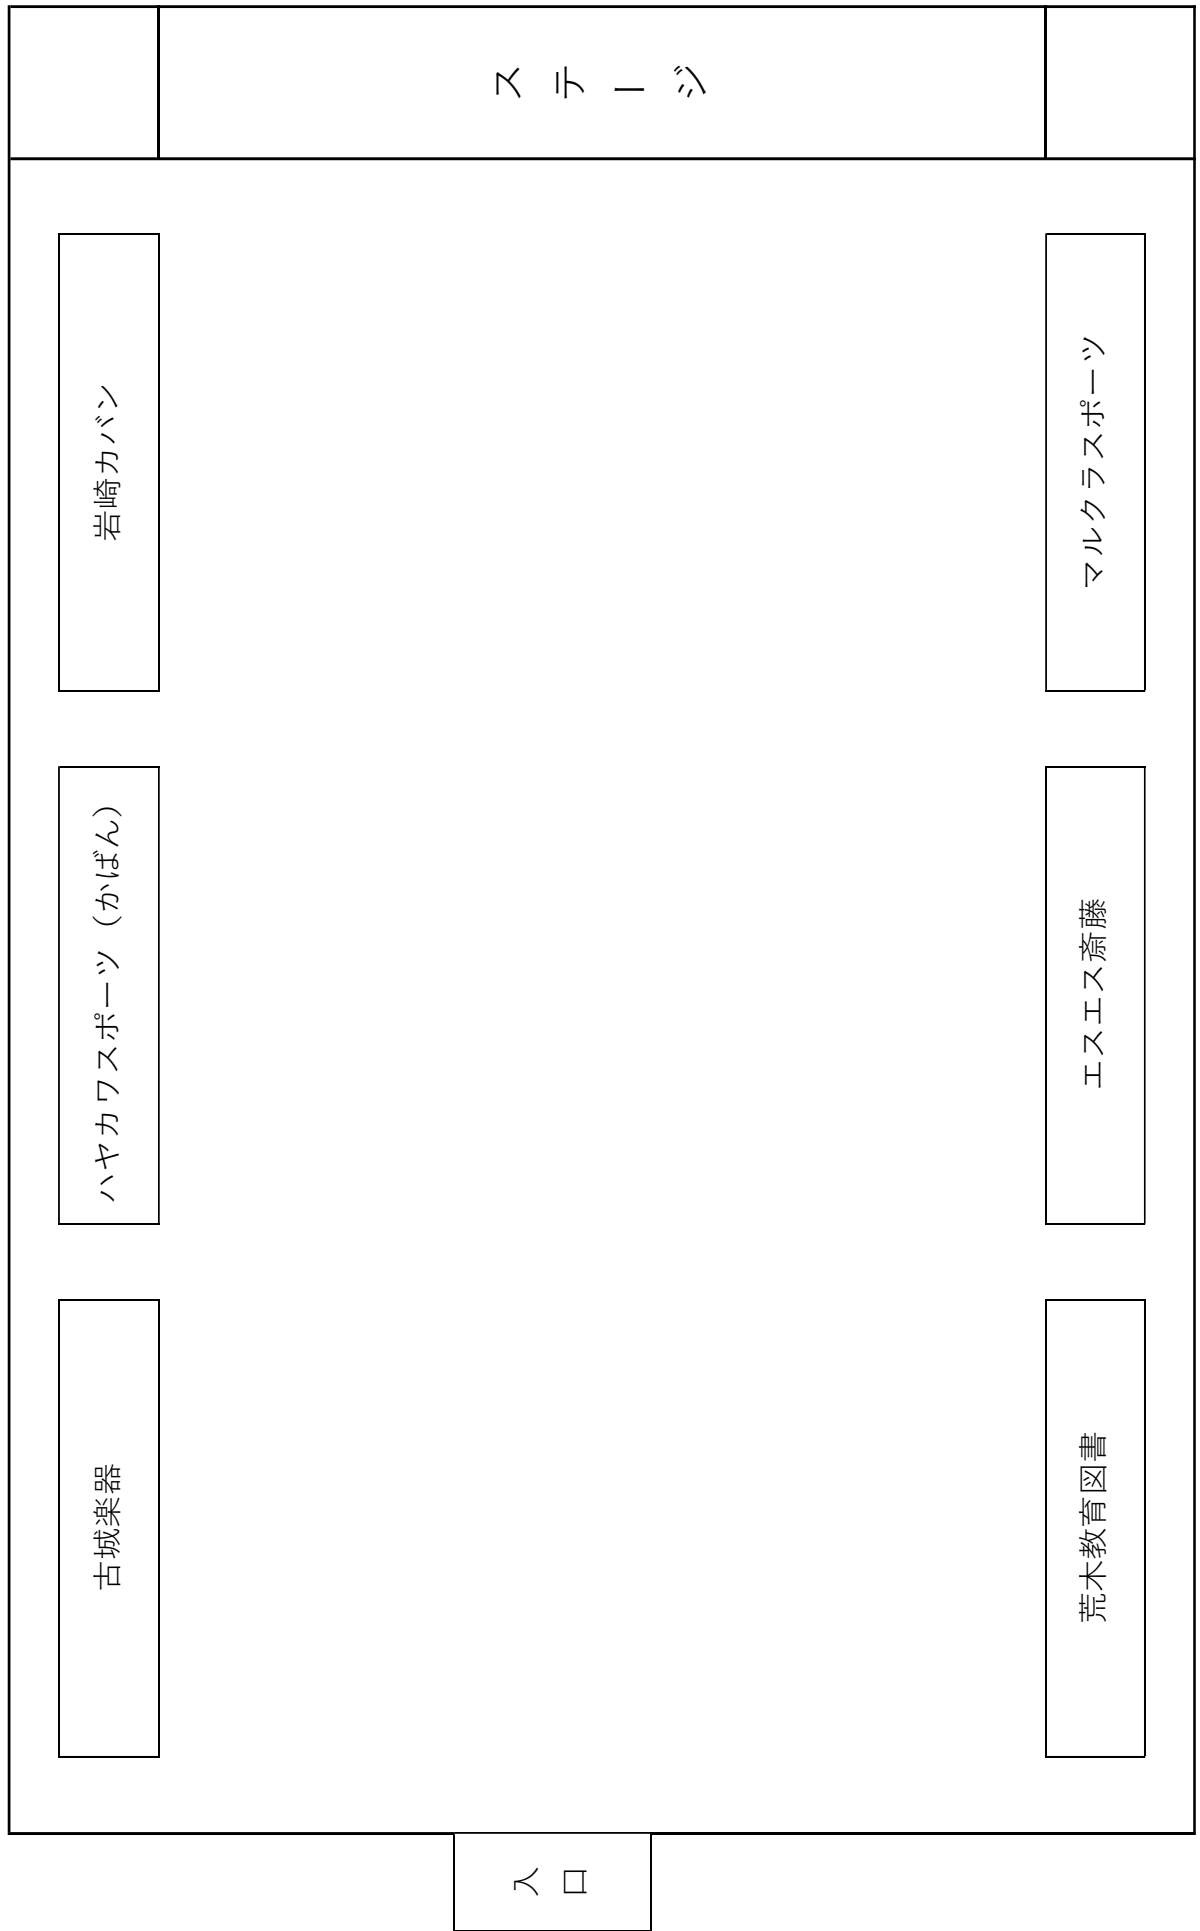 ステージ
岩崎カバン
マルクラスポーツ
ハヤカワスポーツ（かばん）
エスエス斎藤
古城楽器
荒木教育図書
入口